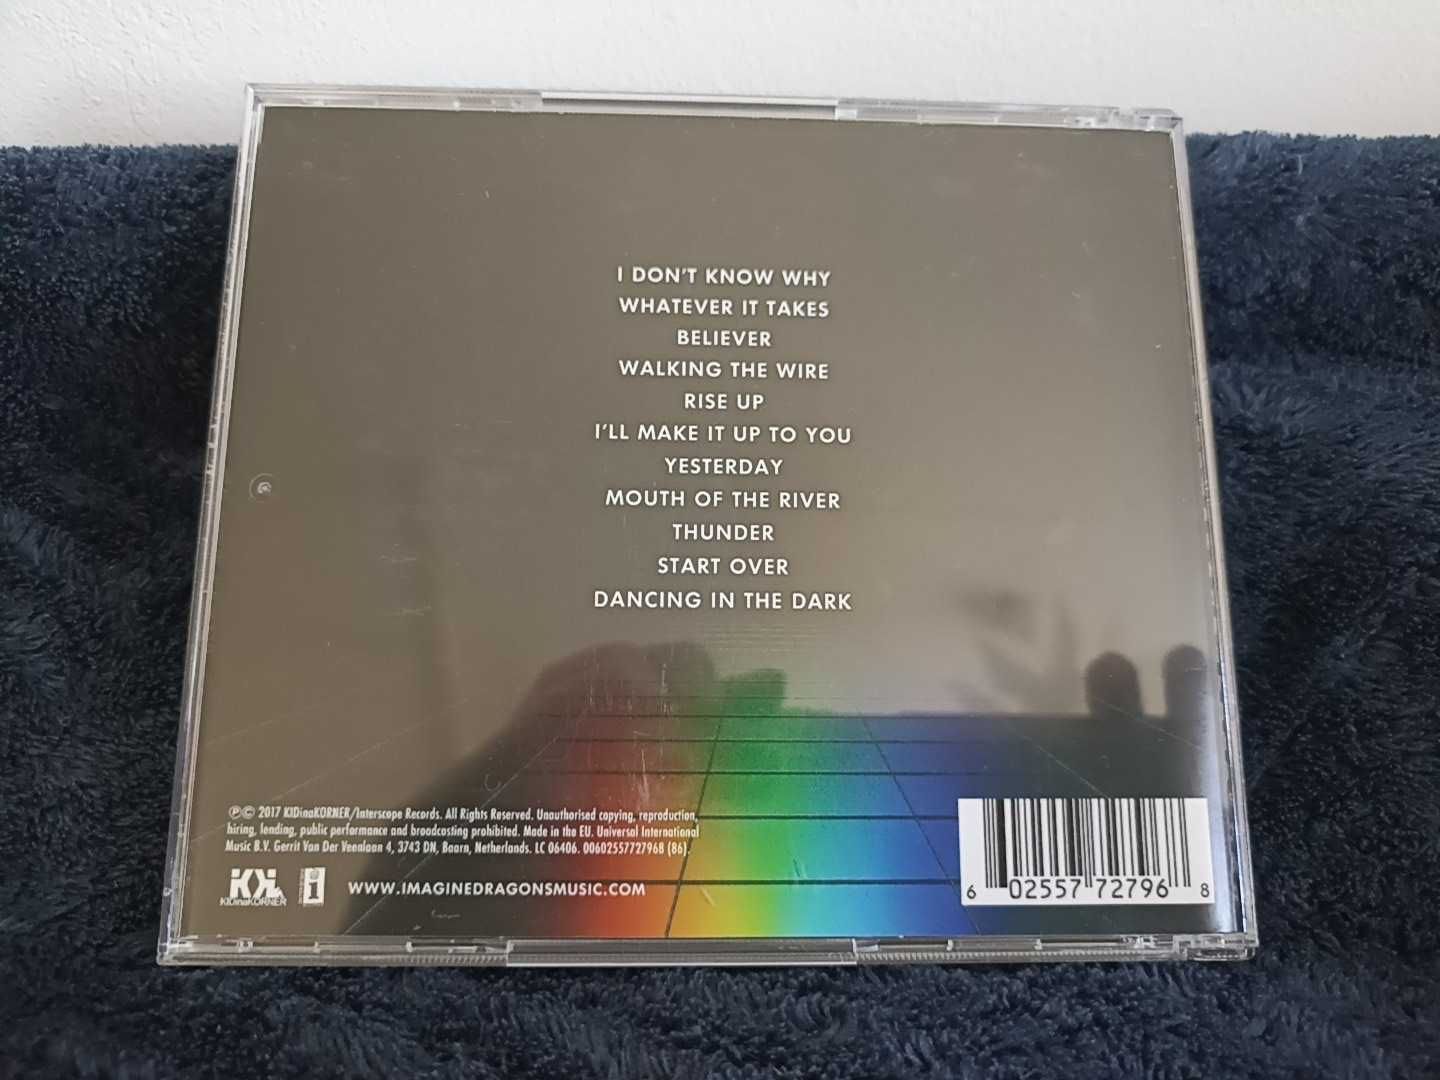 I DON'T KNOW WHY
WHATEVER IT TAKES
BELIEVER
WALKING THE WIRE
RISE UP
I'LL MAKE IT UP TO YOU
YESTERDAY
MOUTH OF THE RIVER
THUNDER
START OVER
DANCING IN THE DARK
℗© 2017 KIDinaKORNER/Interscope Records. All Rights Reserved. Unauthorised copying, reproduction,
hiring, lending, public performance and broadcasting prohibited. Made in the EU. Universal International
Music B.V. Gerrit Van Der Veenlaan 4, 3743 DN, Baarn, Netherlands. LC 06406. 00602557727968 (86).
KIDinaKORNER
i
WWW.IMAGINEDRAGONSMUSIC.COM
6 02557 72796 8